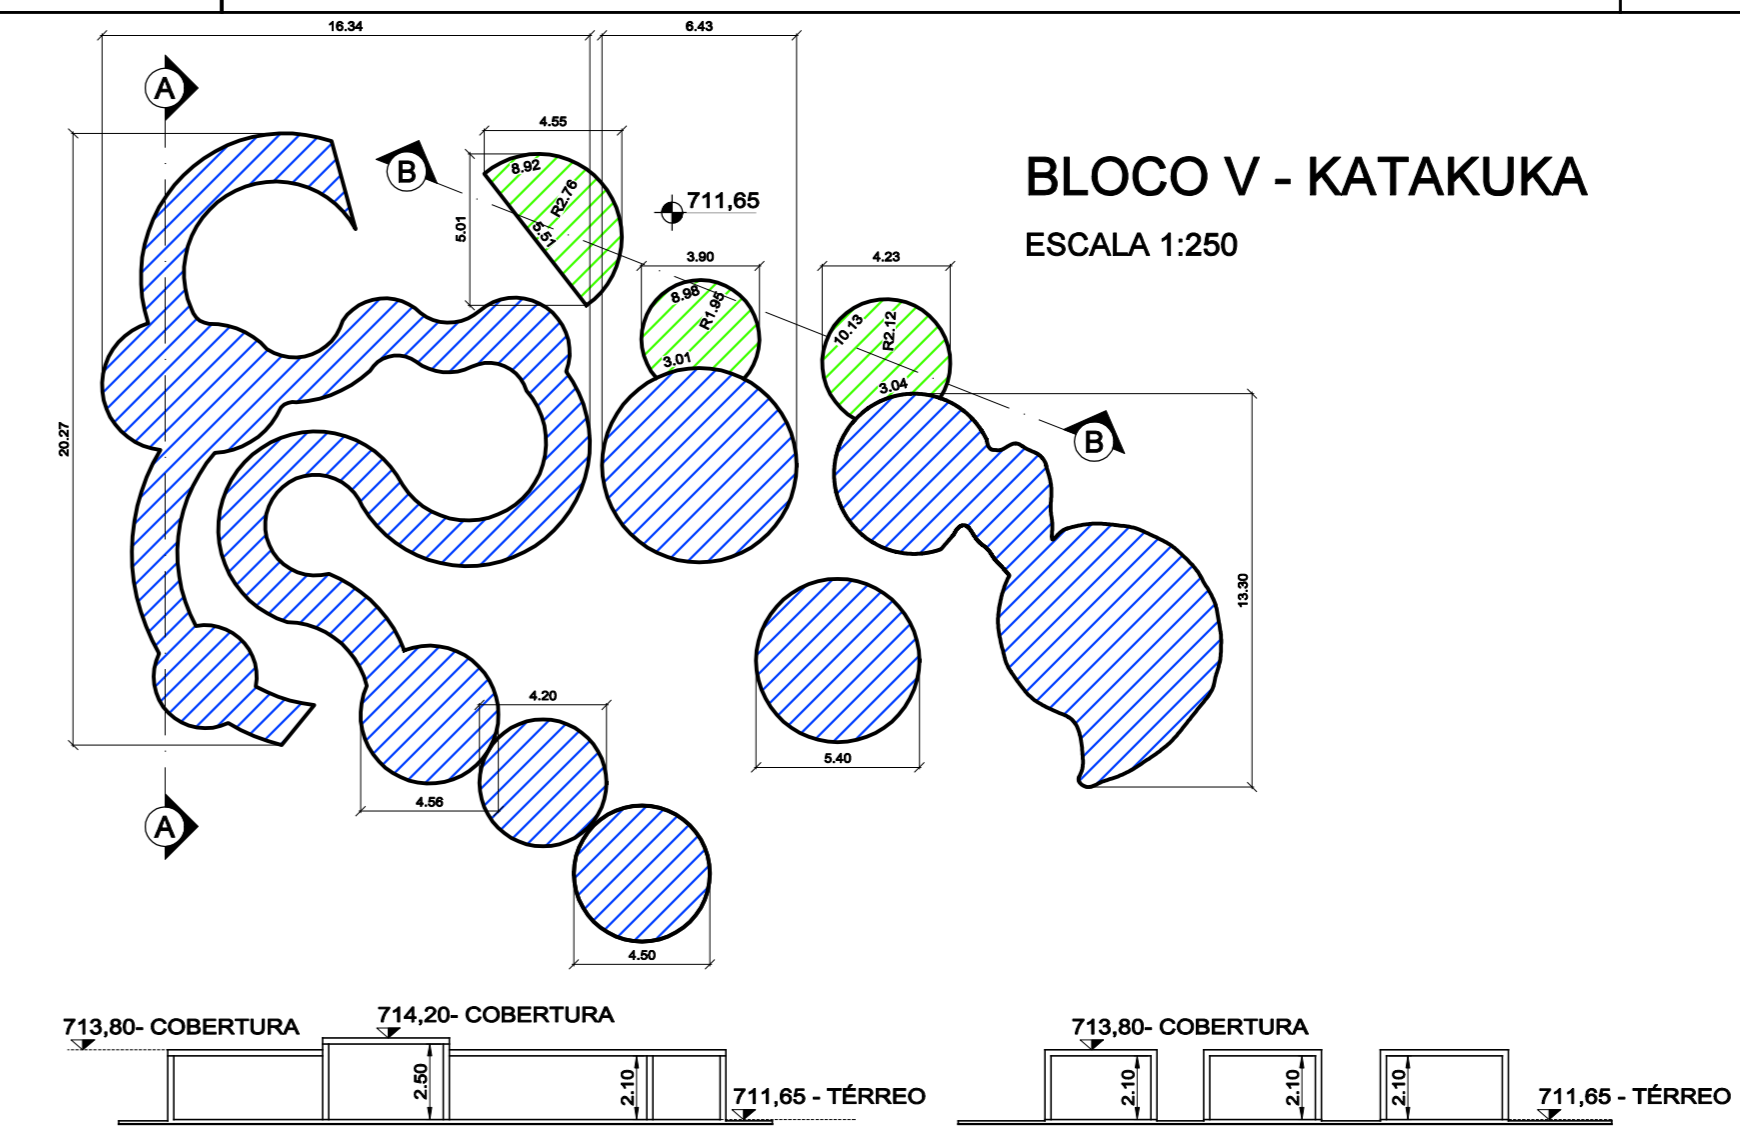 16.34
6.43
A
4.55
B
8.92
R2.76
711,65
BLOCO V - KATAKUKA
5.01
5.51
ESCALA 1:250
3.90
4.23
8.98
R1.95
10.13
R2.12
3.01
3.04
20.27
B
13.30
4.20
5.40
4.56
A
4.50
713,80- COBERTURA
714,20- COBERTURA
713,80- COBERTURA
2.50
2.10
711,65 - TÉRREO
2.10
2.10
2.10
711,65 - TÉRREO